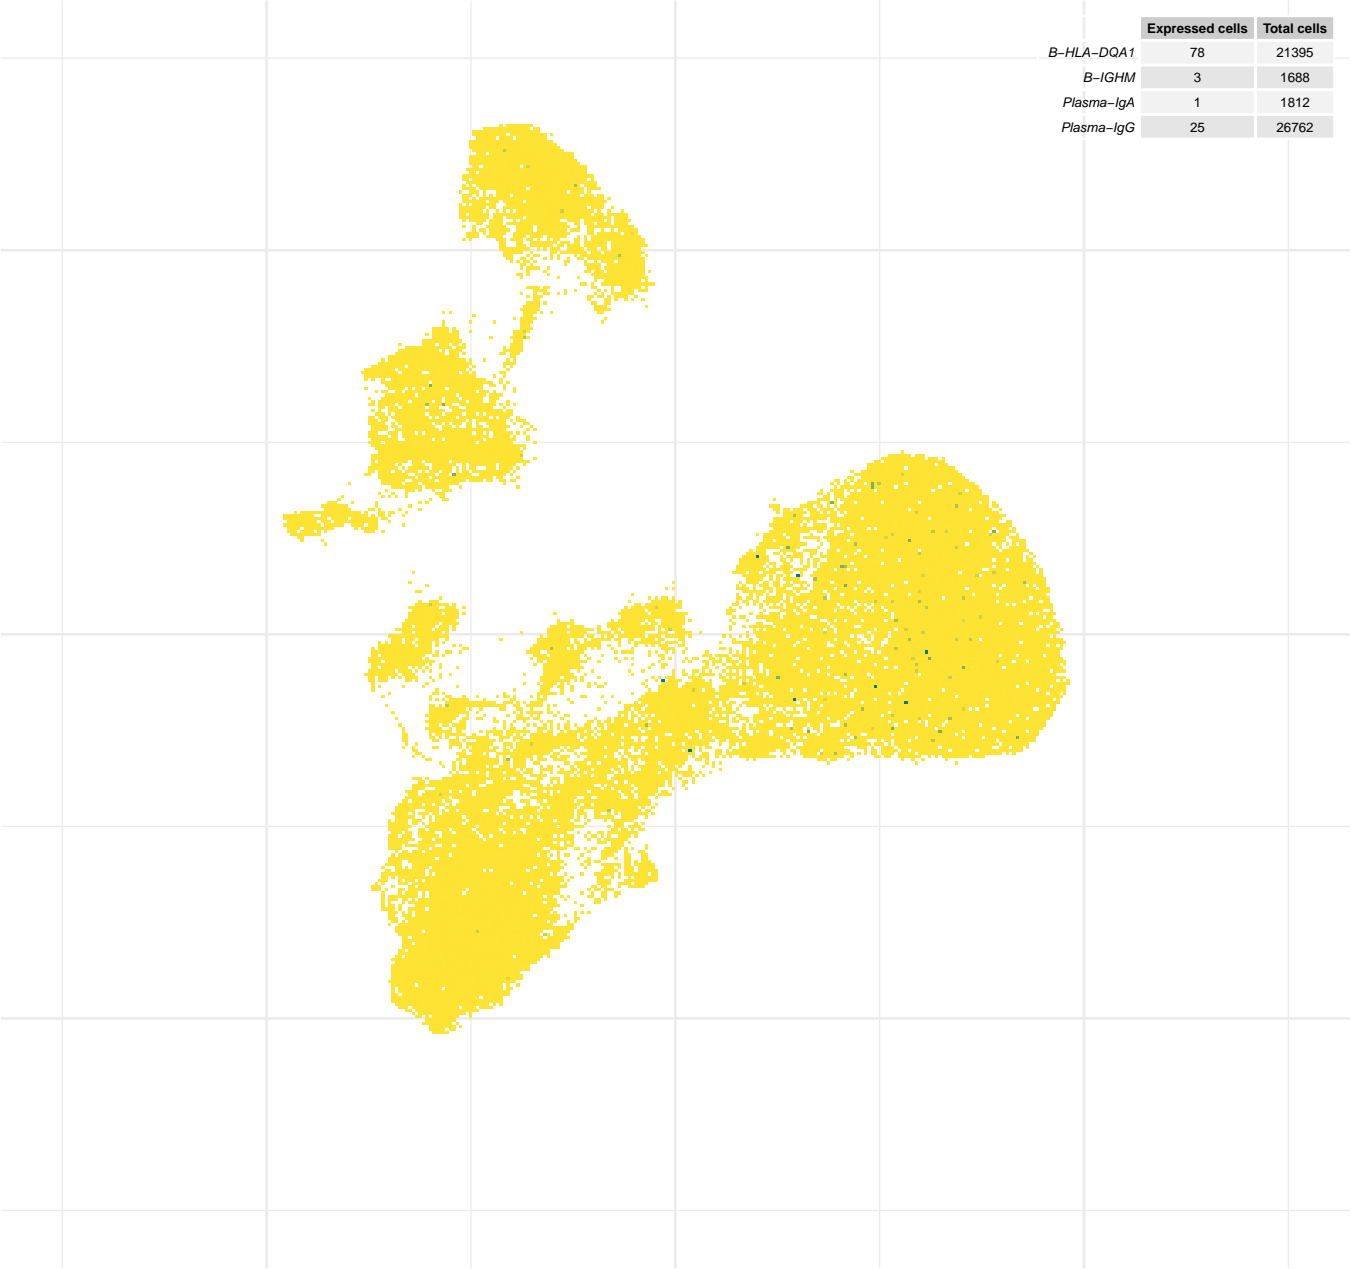 Expressed cells Total cells
B−HLA−DQA1 78 21395
B−IGHM 3 1688
Plasma−IgA 1 1812
Plasma−IgG 25 26762